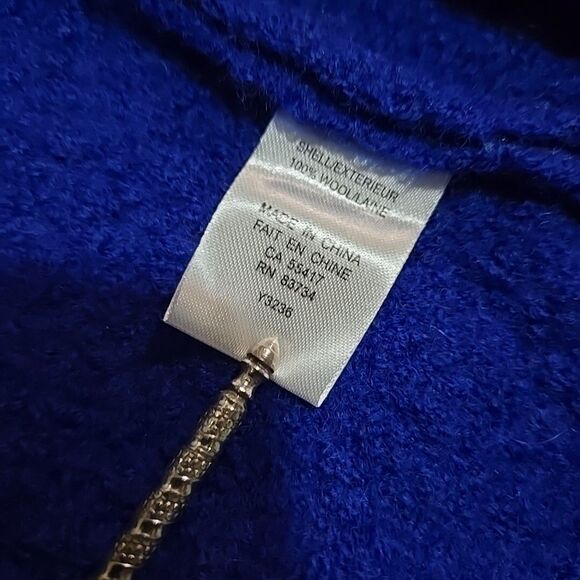 SHELL/EXTERIEUR
100% WOOL/LAINE
MADE IN CHINA
FAIT EN CHINE
CA 55417
RN 83734
Y3236